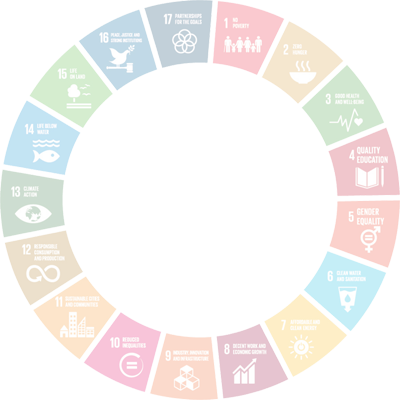 1 NO
POVERTY
2 ZERO
HUNGER
3 GOOD HEALTH
AND WELL-BEING
4 QUALITY
EDUCATION
5 GENDER
EQUALITY
6 CLEAN WATER
AND SANITATION
7 AFFORDABLE AND
CLEAN ENERGY
8 DECENT WORK AND
ECONOMIC GROWTH
9 INDUSTRY, INNOVATION
AND INFRASTRUCTURE
10 REDUCED
INEQUALITIES
11 SUSTAINABLE CITIES
AND COMMUNITIES
12 RESPONSIBLE
CONSUMPTION
AND PRODUCTION
13 CLIMATE
ACTION
14 LIFE BELOW
WATER
15 LIFE
ON LAND
16 PEACE, JUSTICE AND
STRONG INSTITUTIONS
17 PARTNERSHIPS
FOR THE GOALS